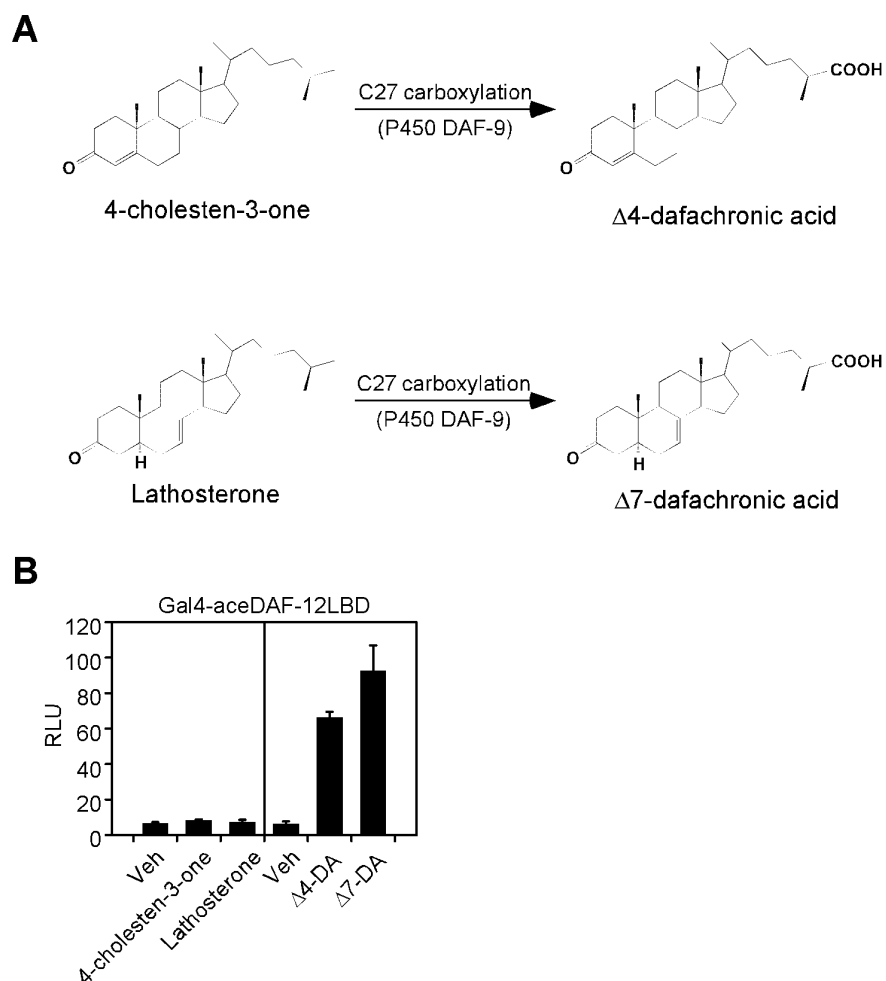 A
COOH
C27 carboxylation
(P450 DAF-9)
O
O
4-cholesten-3-one
Δ4-dafachronic acid
COOH
C27 carboxylation
(P450 DAF-9)
O
H
O
H
Lathosterone
Δ7-dafachronic acid
B
Gal4-aceDAF-12LBD
120
100
80
60
40
20
0
RLU
Veh
4-cholesten-3-one
Lathosterone
Veh
Δ4-DA
Δ7-DA